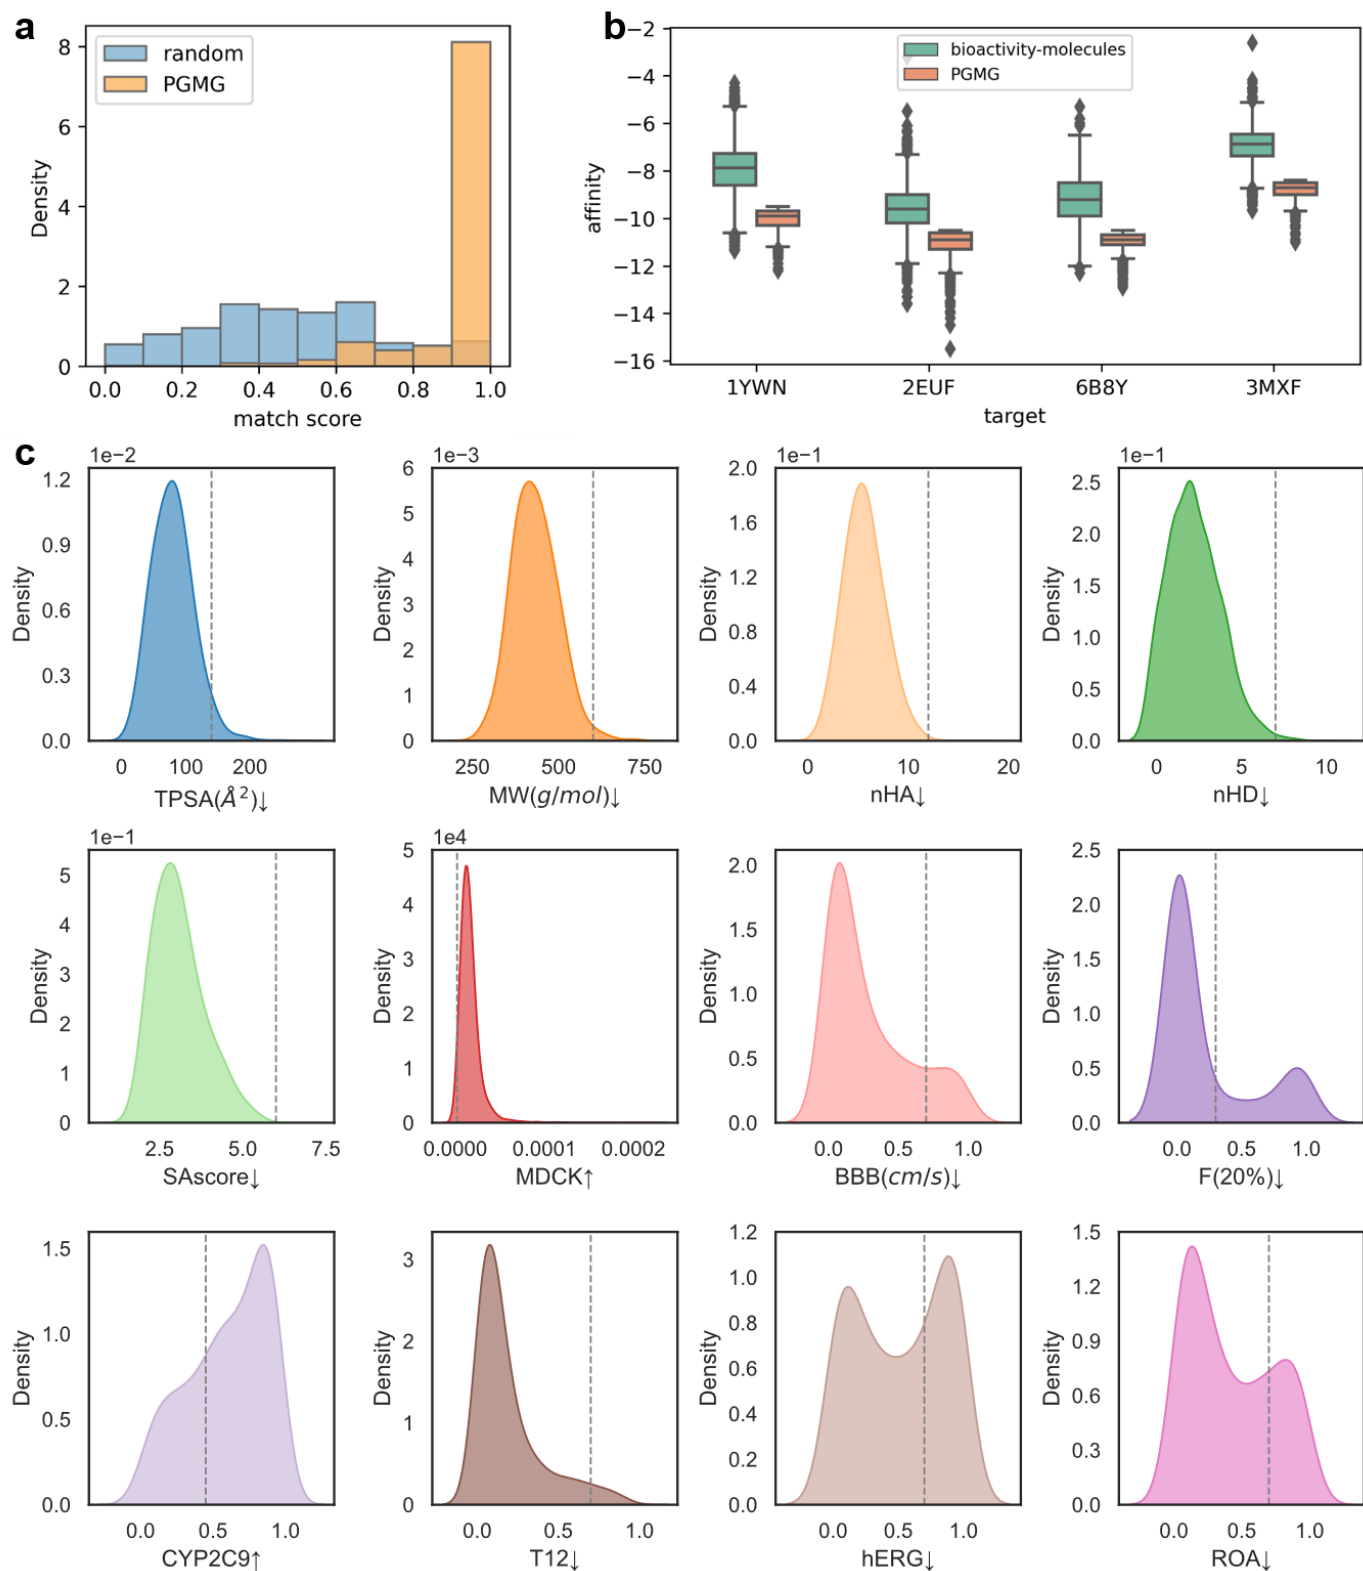 a
random
PGMG
8
6
4
2
0
Density
0.0 0.2 0.4 0.6 0.8 1.0
match score
b
bioactivity-molecules
PGMG
−2
−4
−6
−8
−10
−12
−14
−16
affinity
1YWN 2EUF 6B8Y 3MXF
target
c
1e−2
1.2
0.9
0.6
0.3
0.0
Density
0 100 200
TPSA(Å²)↓
1e−3
6
5
4
3
2
1
0
Density
250 500 750
MW(g/mol)↓
1e−1
2.0
1.6
1.2
0.8
0.4
0.0
Density
0 10 20
nHA↓
1e−1
2.5
2.0
1.5
1.0
0.5
0.0
Density
0 5 10
nHD↓
1e−1
5
4
3
2
1
0
Density
2.5 5.0 7.5
SAscore↓
1e4
5
4
3
2
1
0
Density
0.0000 0.0001 0.0002
MDCK↑
2.0
1.5
1.0
0.5
0.0
Density
0.0 0.5 1.0
BBB(cm/s)↓
2.5
2.0
1.5
1.0
0.5
0.0
Density
0.0 0.5 1.0
F(20%)↓
1.5
1.0
0.5
0.0
Density
0.0 0.5 1.0
CYP2C9↑
3
2
1
0
Density
0.0 0.5 1.0
T12↓
1.2
1.0
0.8
0.6
0.4
0.2
0.0
Density
0.0 0.5 1.0
hERG↓
1.5
1.2
0.9
0.6
0.3
0.0
Density
0.0 0.5 1.0
ROA↓